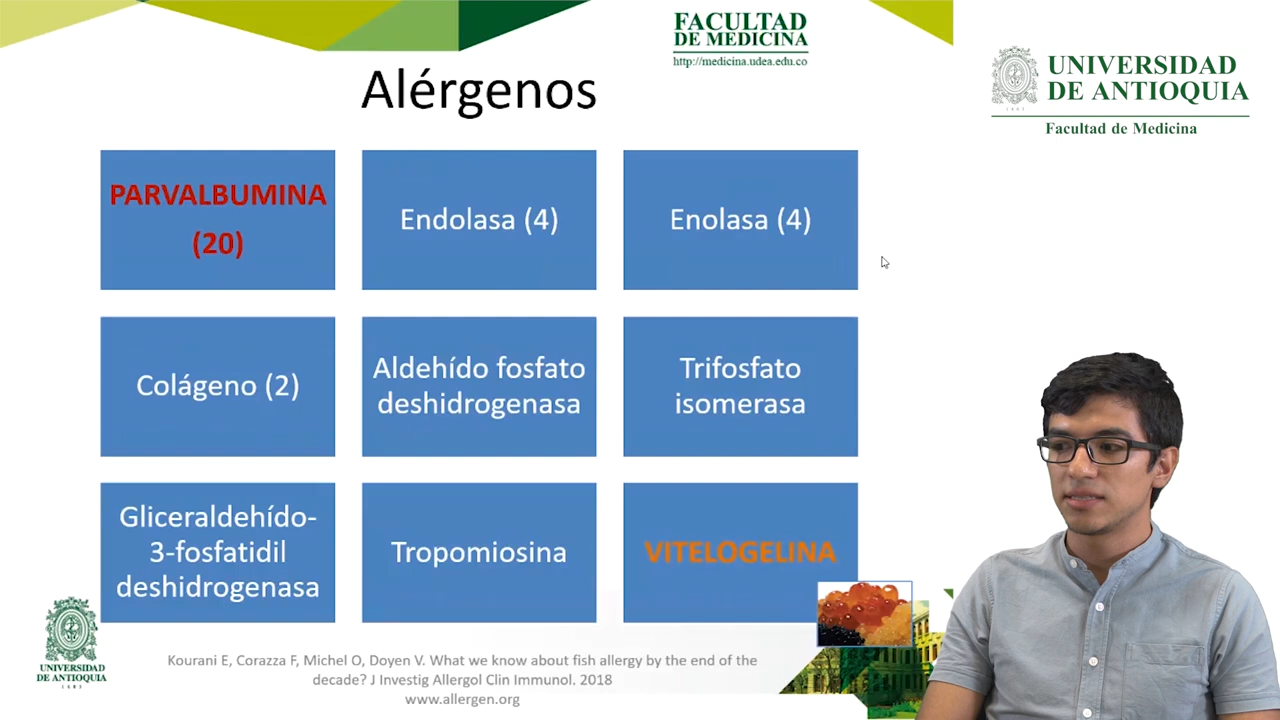 FACULTAD
DE MEDICINA
http://medicina.udea.edu.co
UNIVERSIDAD
DE ANTIOQUIA
1803
Facultad de Medicina
Alérgenos
PARVALBUMINA
(20)
Endolasa (4)
Enolasa (4)
Colágeno (2)
Aldehído fosfato
deshidrogenasa
Trifosfato
isomerasa
Gliceraldehído-
3-fosfatidil
deshidrogenasa
Tropomiosina
VITELOGELINA
UNIVERSIDAD
DE ANTIOQUIA
1803
Kourani E, Corazza F, Michel O, Doyen V. What we know about fish allergy by the end of the
decade? J Investig Allergol Clin Immunol. 2018
www.allergen.org